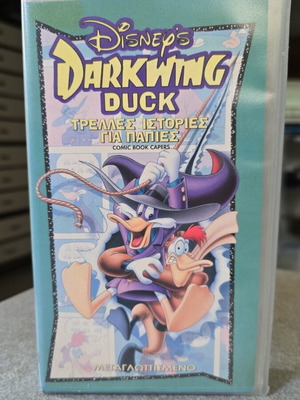 Disney's
DARKWING
DUCK
ΤΡΕΛΛΕΣ ΙΣΤΟΡΙΕΣ
ΓΙΑ ΠΑΠΙΕΣ
COMIC BOOK CAPERS
ΜΕΤΑΓΛΩΤΤΙΣΜΕΝΟ